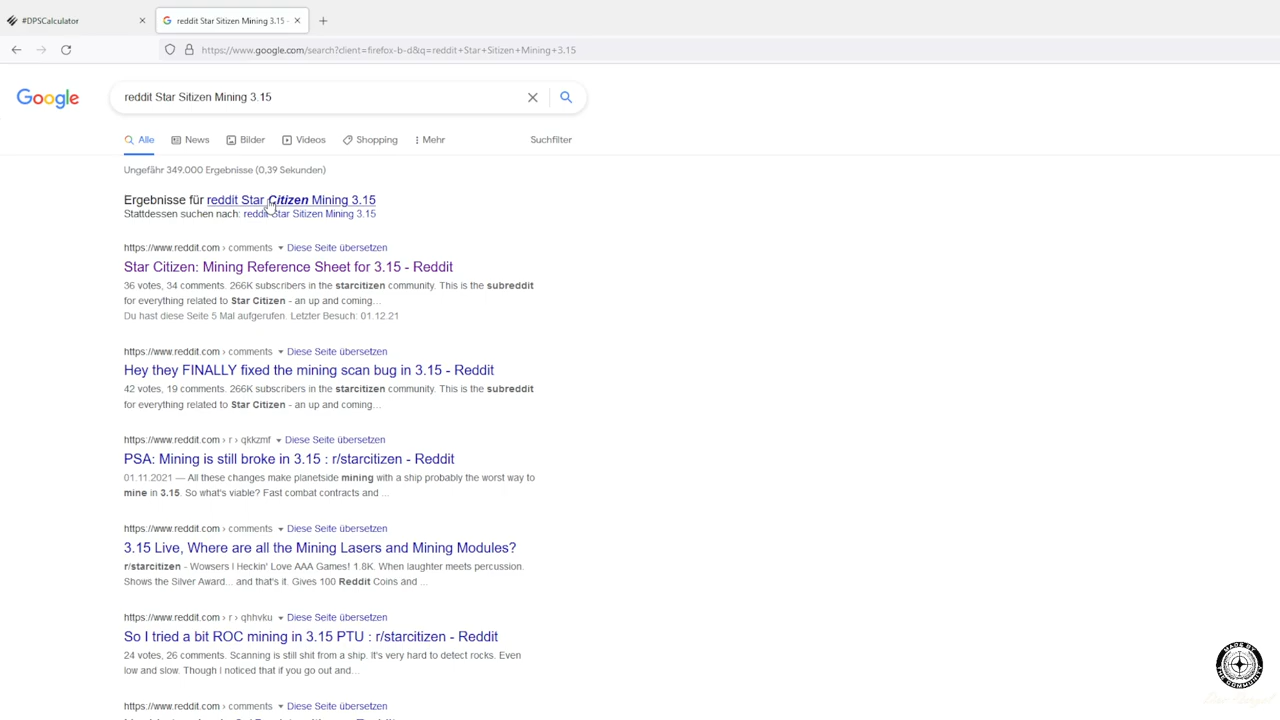 #DPSCalculator
reddit Star Sitizen Mining 3.15 -
https://www.google.com/search?client=firefox-b-d&q=reddit+Star+Sitizen+Mining+3.15
Google
reddit Star Sitizen Mining 3.15
Alle News Bilder Videos Shopping Mehr Suchfilter
Ungefähr 349.000 Ergebnisse (0,39 Sekunden)
Ergebnisse für reddit Star Citizen Mining 3.15
Stattdessen suchen nach: reddit Star Sitizen Mining 3.15
https://www.reddit.com › comments Diese Seite übersetzen
Star Citizen: Mining Reference Sheet for 3.15 - Reddit
36 votes, 34 comments. 266K subscribers in the starcitizen community. This is the subreddit
for everything related to Star Citizen - an up and coming...
Du hast diese Seite 5 Mal aufgerufen. Letzter Besuch: 01.12.21
https://www.reddit.com › comments Diese Seite übersetzen
Hey they FINALLY fixed the mining scan bug in 3.15 - Reddit
42 votes, 19 comments. 266K subscribers in the starcitizen community. This is the subreddit
for everything related to Star Citizen - an up and coming...
https://www.reddit.com › r › qkkzmf Diese Seite übersetzen
PSA: Mining is still broke in 3.15 : r/starcitizen - Reddit
01.11.2021 — All these changes make planetside mining with a ship probably the worst way to
mine in 3.15. So what's viable? Fast combat contracts and ...
https://www.reddit.com › comments Diese Seite übersetzen
3.15 Live, Where are all the Mining Lasers and Mining Modules?
r/starcitizen - Wowsers I Heckin' Love AAA Games! 1.8K. When laughter meets percussion.
Shows the Silver Award... and that's it. Gives 100 Reddit Coins and ...
https://www.reddit.com › r › qhhvku Diese Seite übersetzen
So I tried a bit ROC mining in 3.15 PTU : r/starcitizen - Reddit
24 votes, 26 comments. Scanning is still shit from a ship. It's very hard to detect rocks. Even
low and slow. Though I noticed that if you go out and...
https://www.reddit.com › comments Diese Seite übersetzen
MADE BY
THE COMMUNITY